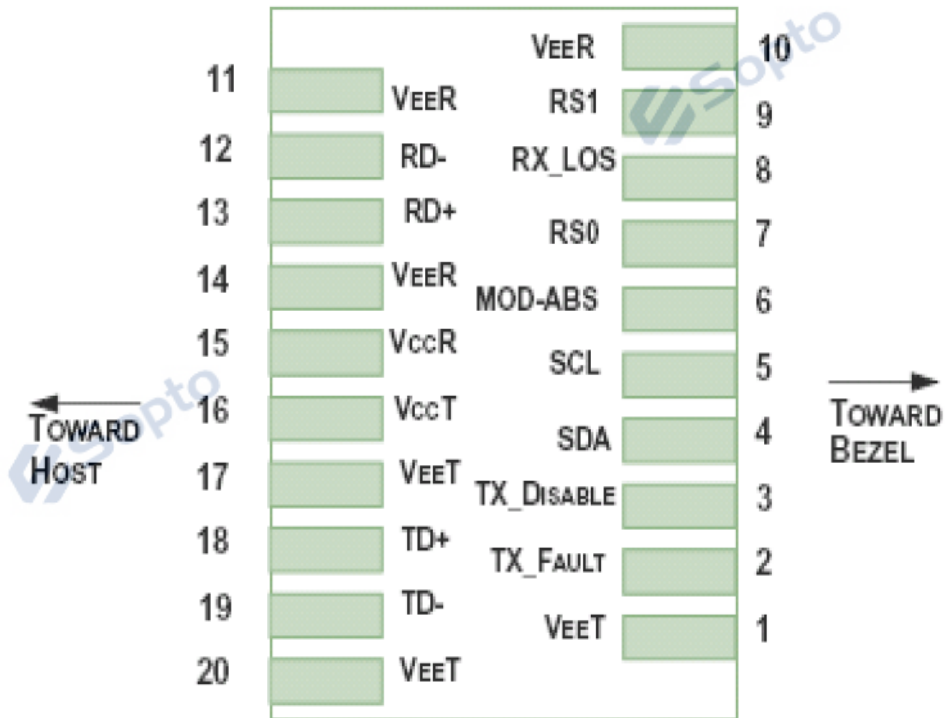 VEER 10
11 VEER
RS1 9
12 RD-
RX_LOS 8
13 RD+
RS0 7
14 VEER
MOD-ABS 6
15 VCCR
SCL 5
16 VCCT
TOWARD HOST
TOWARD BEZEL
SDA 4
17 VEET
TX_DISABLE 3
18 TD+
TX_FAULT 2
19 TD-
VEET 1
20 VEET
Sopto
Sopto